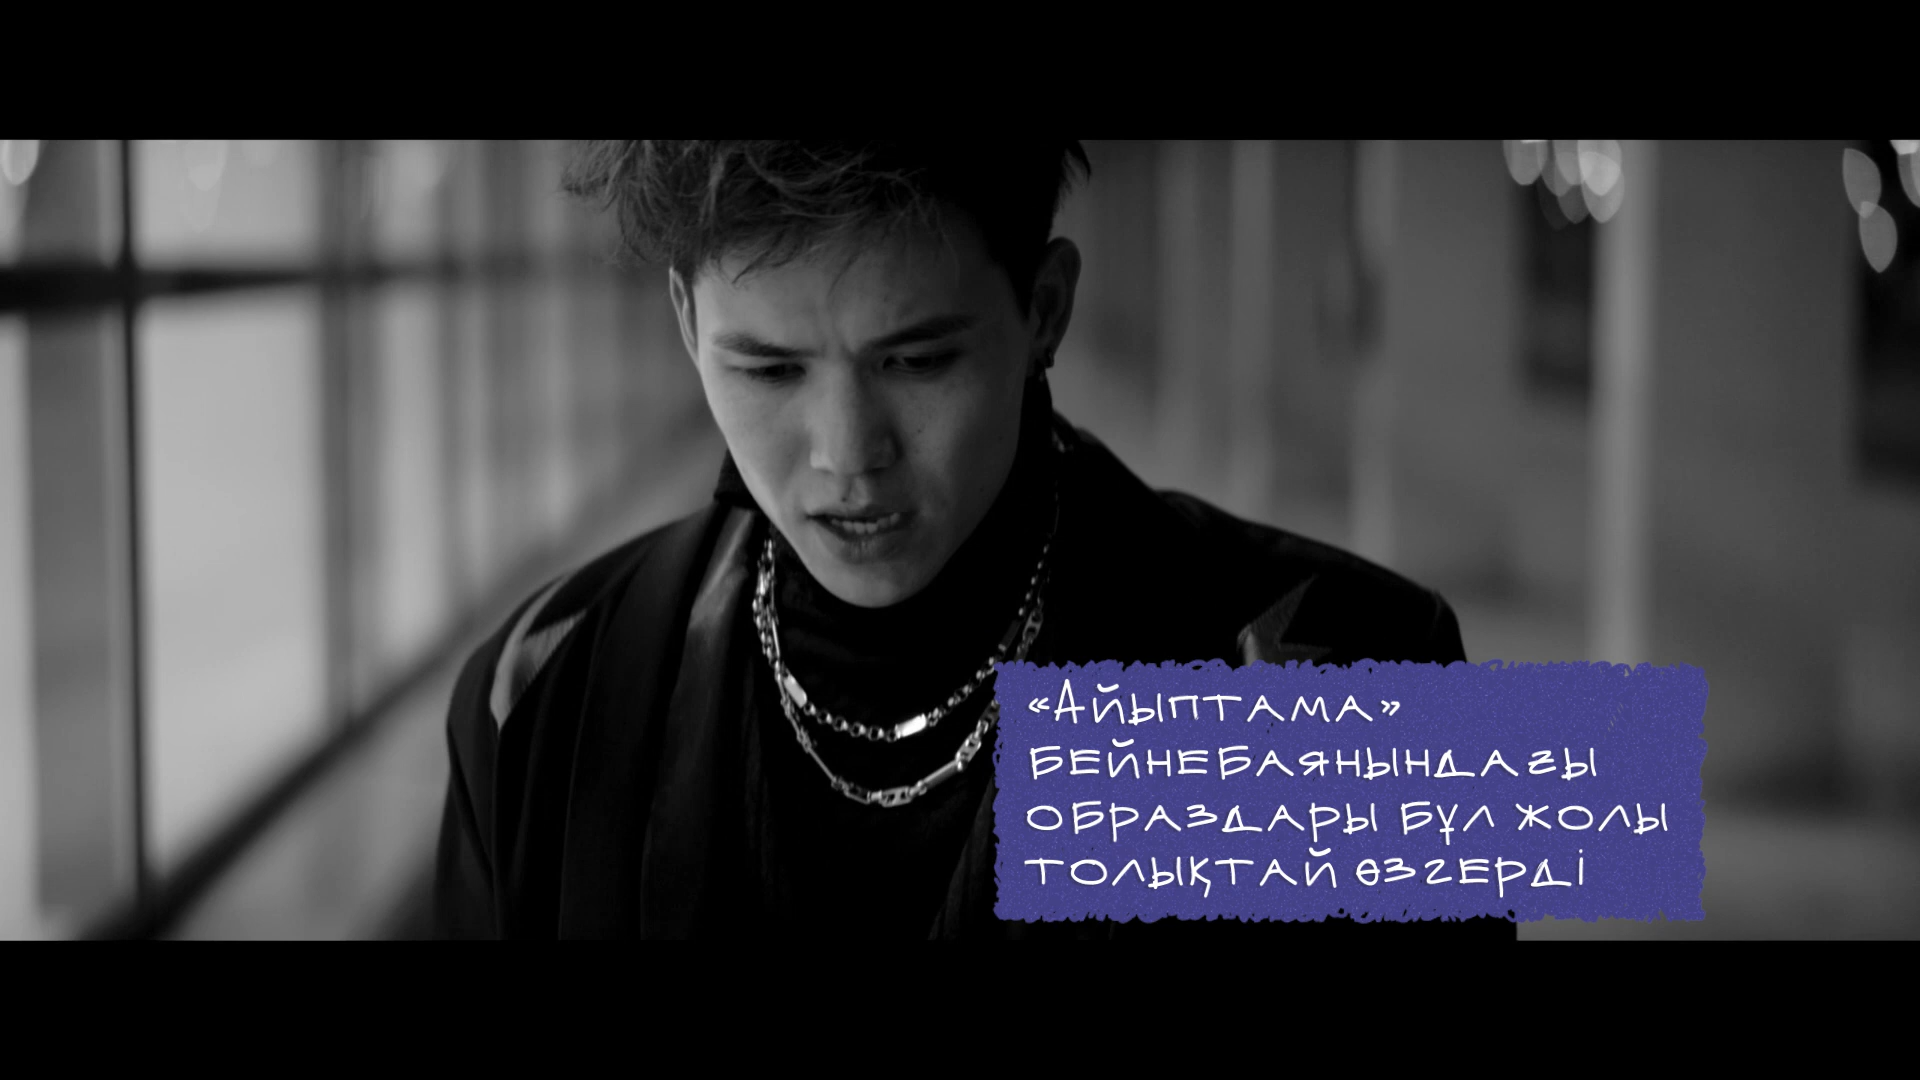 «Айыптама»
бейнебаянындағы
образдары бұл жолы
толықтай өзгерді